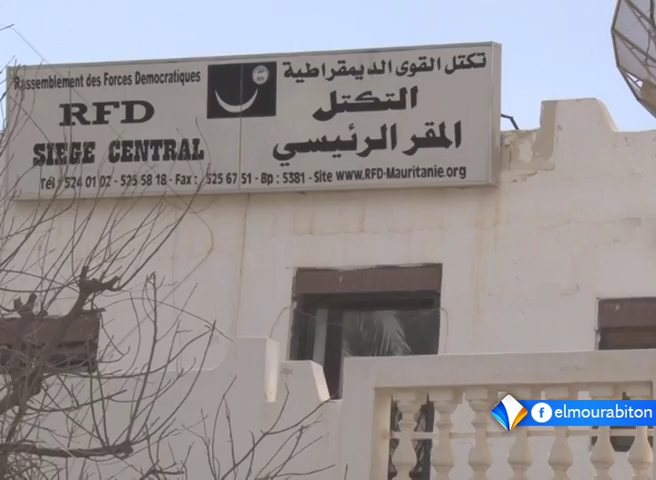 Rassemblement des Forces Democratiques
RFD
SIEGE CENTRAL
تكتل القوى الديمقراطية
التكتل
المقر الرئيسي
Tél : 524 01 02 - 525 58 18 - Fax : 525 67 51 - Bp : 5381 - Site www.RFD-Mauritanie.org
elmourabiton